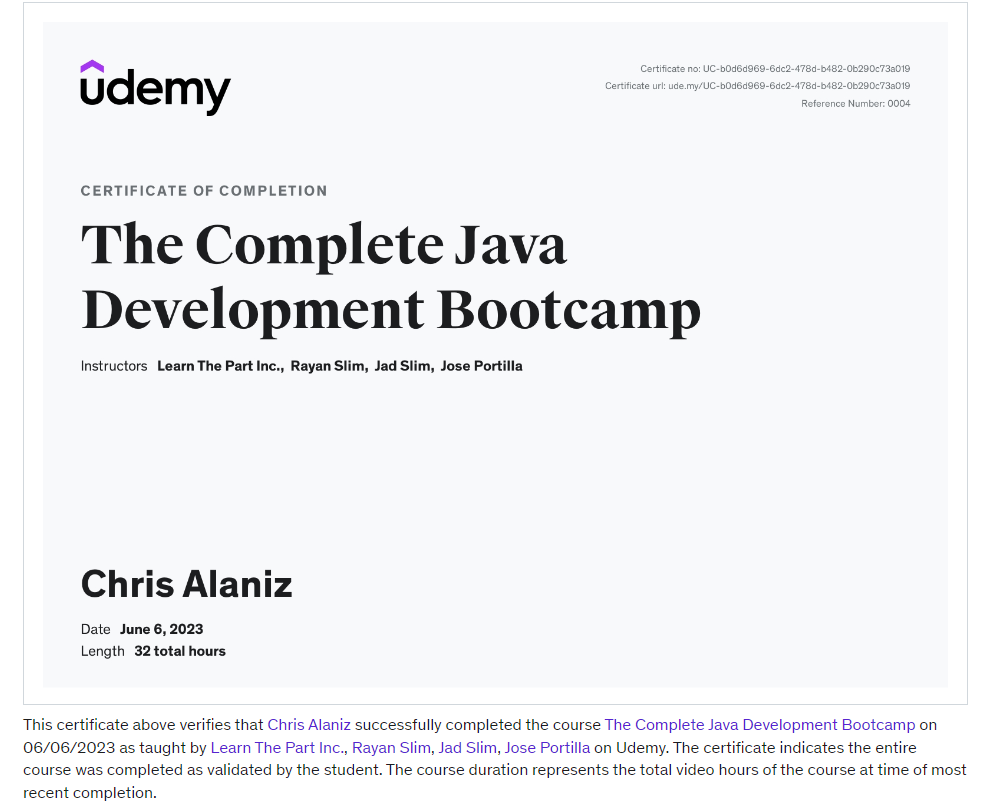 udemy
Certificate no: UC-b0d6d969-6dc2-478d-b482-0b290c73a019
Certificate url: ude.my/UC-b0d6d969-6dc2-478d-b482-0b290c73a019
Reference Number: 0004
CERTIFICATE OF COMPLETION
The Complete Java
Development Bootcamp
Instructors Learn The Part Inc., Rayan Slim, Jad Slim, Jose Portilla
Chris Alaniz
Date June 6, 2023
Length 32 total hours
This certificate above verifies that Chris Alaniz successfully completed the course The Complete Java Development Bootcamp on
06/06/2023 as taught by Learn The Part Inc., Rayan Slim, Jad Slim, Jose Portilla on Udemy. The certificate indicates the entire
course was completed as validated by the student. The course duration represents the total video hours of the course at time of most
recent completion.